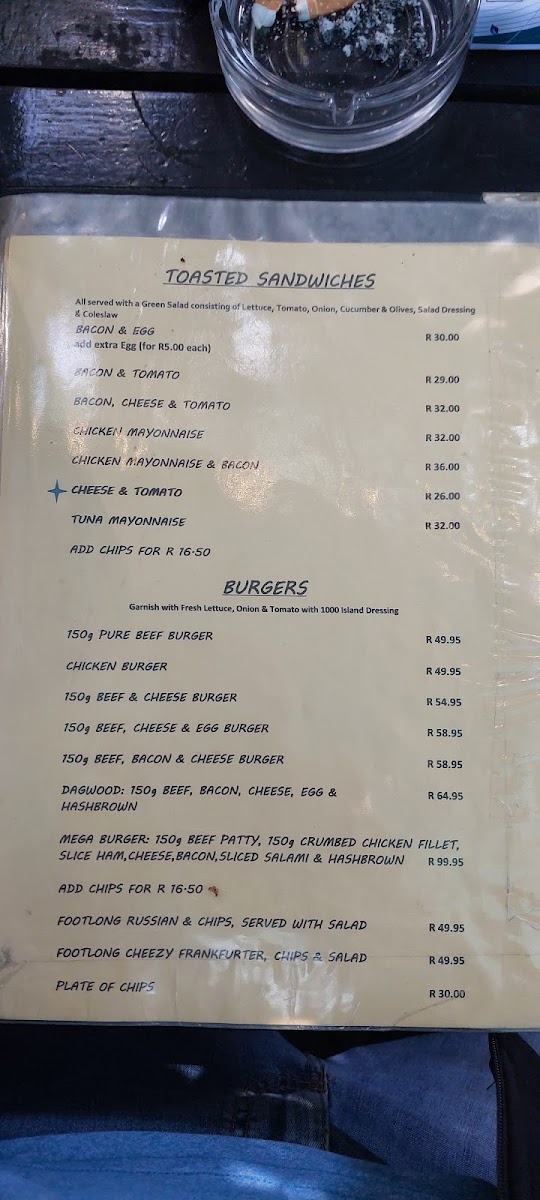 TOASTED SANDWICHES
All served with a Green Salad consisting of Lettuce, Tomato, Onion, Cucumber & Olives, Salad Dressing
& Coleslaw
BACON & EGG R 30.00
add extra Egg (for R5.00 each)
BACON & TOMATO R 29.00
BACON, CHEESE & TOMATO R 32.00
CHICKEN MAYONNAISE R 32.00
CHICKEN MAYONNAISE & BACON R 36.00
CHEESE & TOMATO R 26.00
TUNA MAYONNAISE R 32.00
ADD CHIPS FOR R 16.50
BURGERS
Garnish with Fresh Lettuce, Onion & Tomato with 1000 Island Dressing
150g PURE BEEF BURGER R 49.95
CHICKEN BURGER R 49.95
150g BEEF & CHEESE BURGER R 54.95
150g BEEF, CHEESE & EGG BURGER R 58.95
150g BEEF, BACON & CHEESE BURGER R 58.95
DAGWOOD: 150g BEEF, BACON, CHEESE, EGG & R 64.95
HASHBROWN
MEGA BURGER: 150g BEEF PATTY, 150g CRUMBED CHICKEN FILLET,
SLICE HAM,CHEESE,BACON,SLICED SALAMI & HASHBROWN R 99.95
ADD CHIPS FOR R 16.50
FOOTLONG RUSSIAN & CHIPS, SERVED WITH SALAD R 49.95
FOOTLONG CHEEZY FRANKFURTER, CHIPS & SALAD R 49.95
PLATE OF CHIPS R 30.00